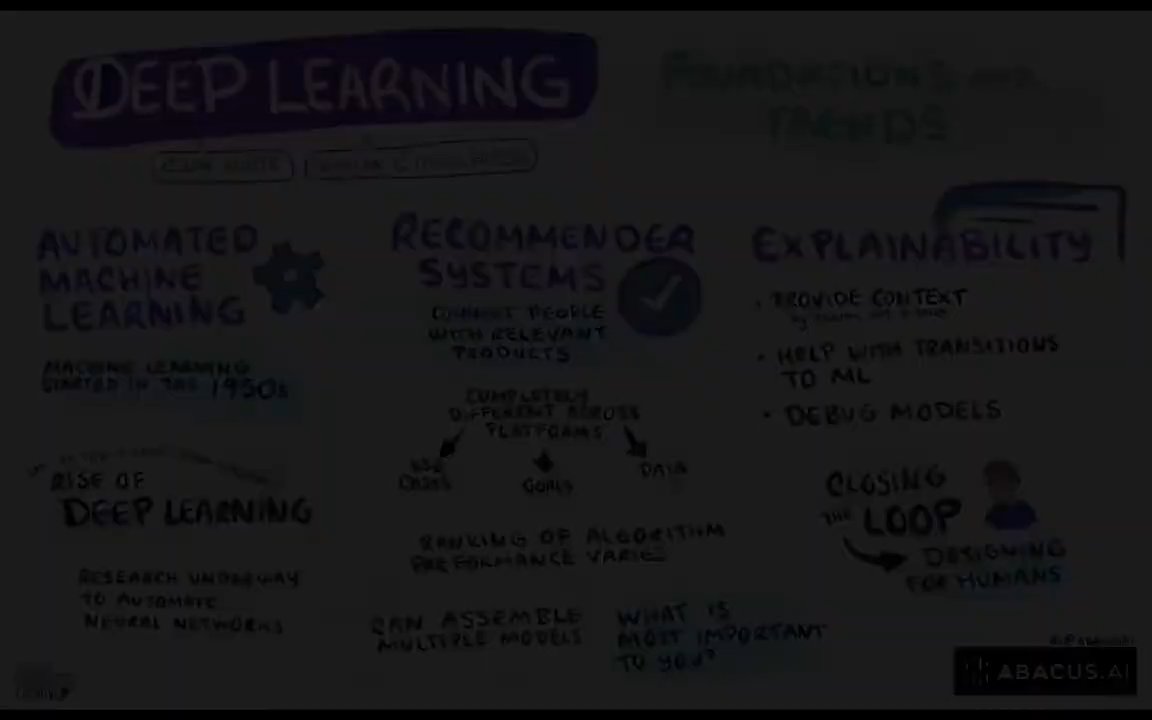 DEEP LEARNING
FOUNDATIONS AND
TRENDS
AUTOMATED
MACHINE
LEARNING
MACHINE LEARNING
STARTED IN THE 1950s
RISE OF
DEEP LEARNING
RESEARCH UNDERWAY
TO AUTOMATE
NEURAL NETWORKS
RECOMMENDER
SYSTEMS
CONNECT PEOPLE
WITH RELEVANT
PRODUCTS
COMPLETELY
DIFFERENT ACROSS
PLATFORMS
USE
CASES
GOALS
DATA
RANKING OF ALGORITHM
PERFORMANCE VARIES
CAN ASSEMBLE
MULTIPLE MODELS
WHAT IS
MOST IMPORTANT
TO YOU?
EXPLAINABILITY
• PROVIDE CONTEXT
• HELP WITH TRANSITIONS
TO ML
• DEBUG MODELS
CLOSING
THE LOOP
DESIGNING
FOR HUMANS
ABACUS.AI